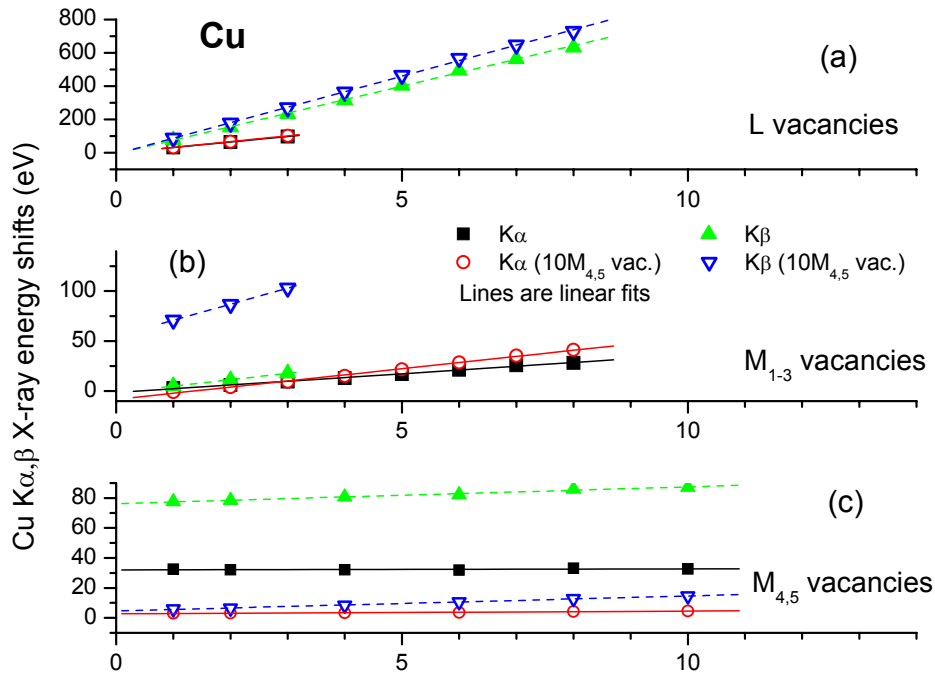 Cu Kα,β X-ray energy shifts (eV)
Cu
(a)
L vacancies
800
600
400
200
0
0 5 10
(b)
Kα
Kβ
Kα (10M4,5 vac.)
Kβ (10M4,5 vac.)
Lines are linear fits
M1-3 vacancies
100
50
0
0 5 10
(c)
M4,5 vacancies
80
60
40
20
0
0 5 10